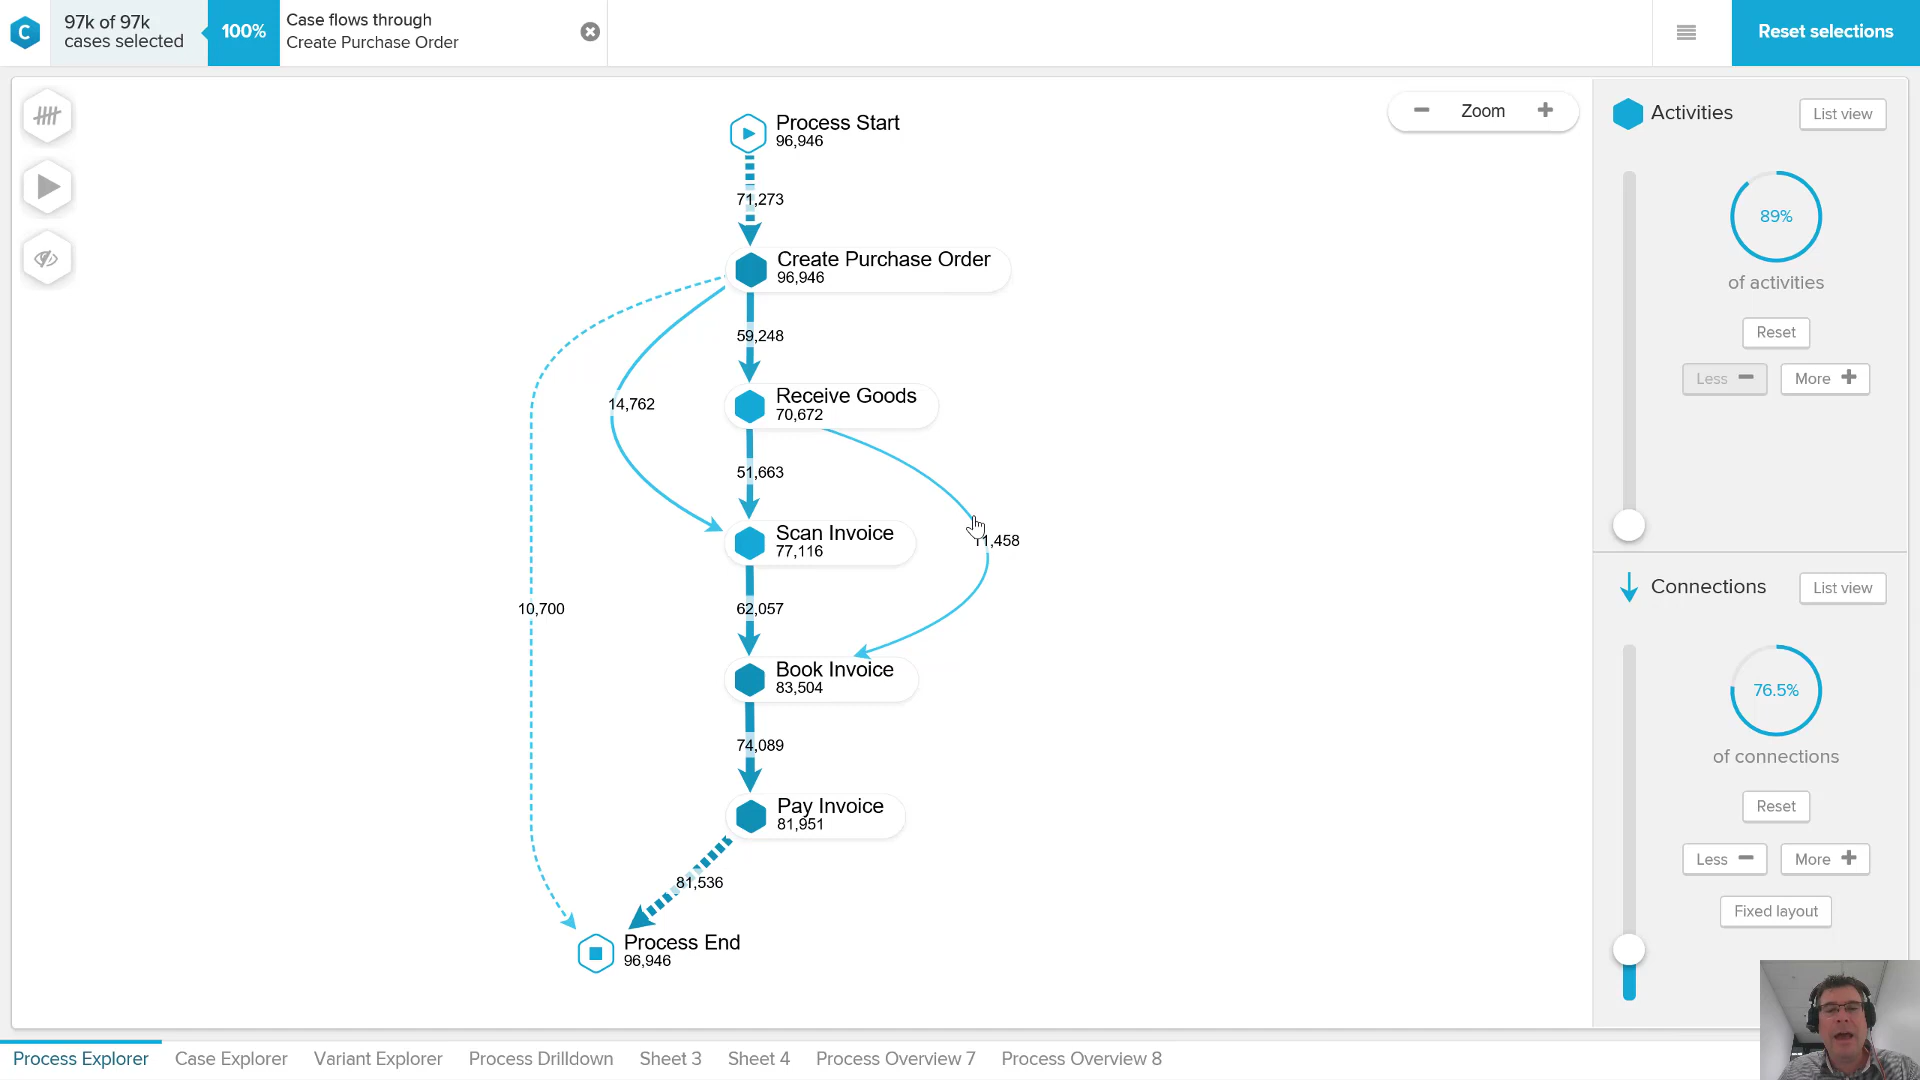 C
97k of 97k
cases selected
100%
Case flows through
Create Purchase Order
Reset selections
Zoom
Process Start
96,946
71,273
Create Purchase Order
96,946
59,248
Receive Goods
70,672
14,762
51,663
Scan Invoice
77,116
11,458
62,057
10,700
Book Invoice
83,504
74,089
Pay Invoice
81,951
81,536
Process End
96,946
Activities
List view
89%
of activities
Reset
Less
More
Connections
List view
76.5%
of connections
Reset
Less
More
Fixed layout
Process Explorer
Case Explorer
Variant Explorer
Process Drilldown
Sheet 3
Sheet 4
Process Overview 7
Process Overview 8